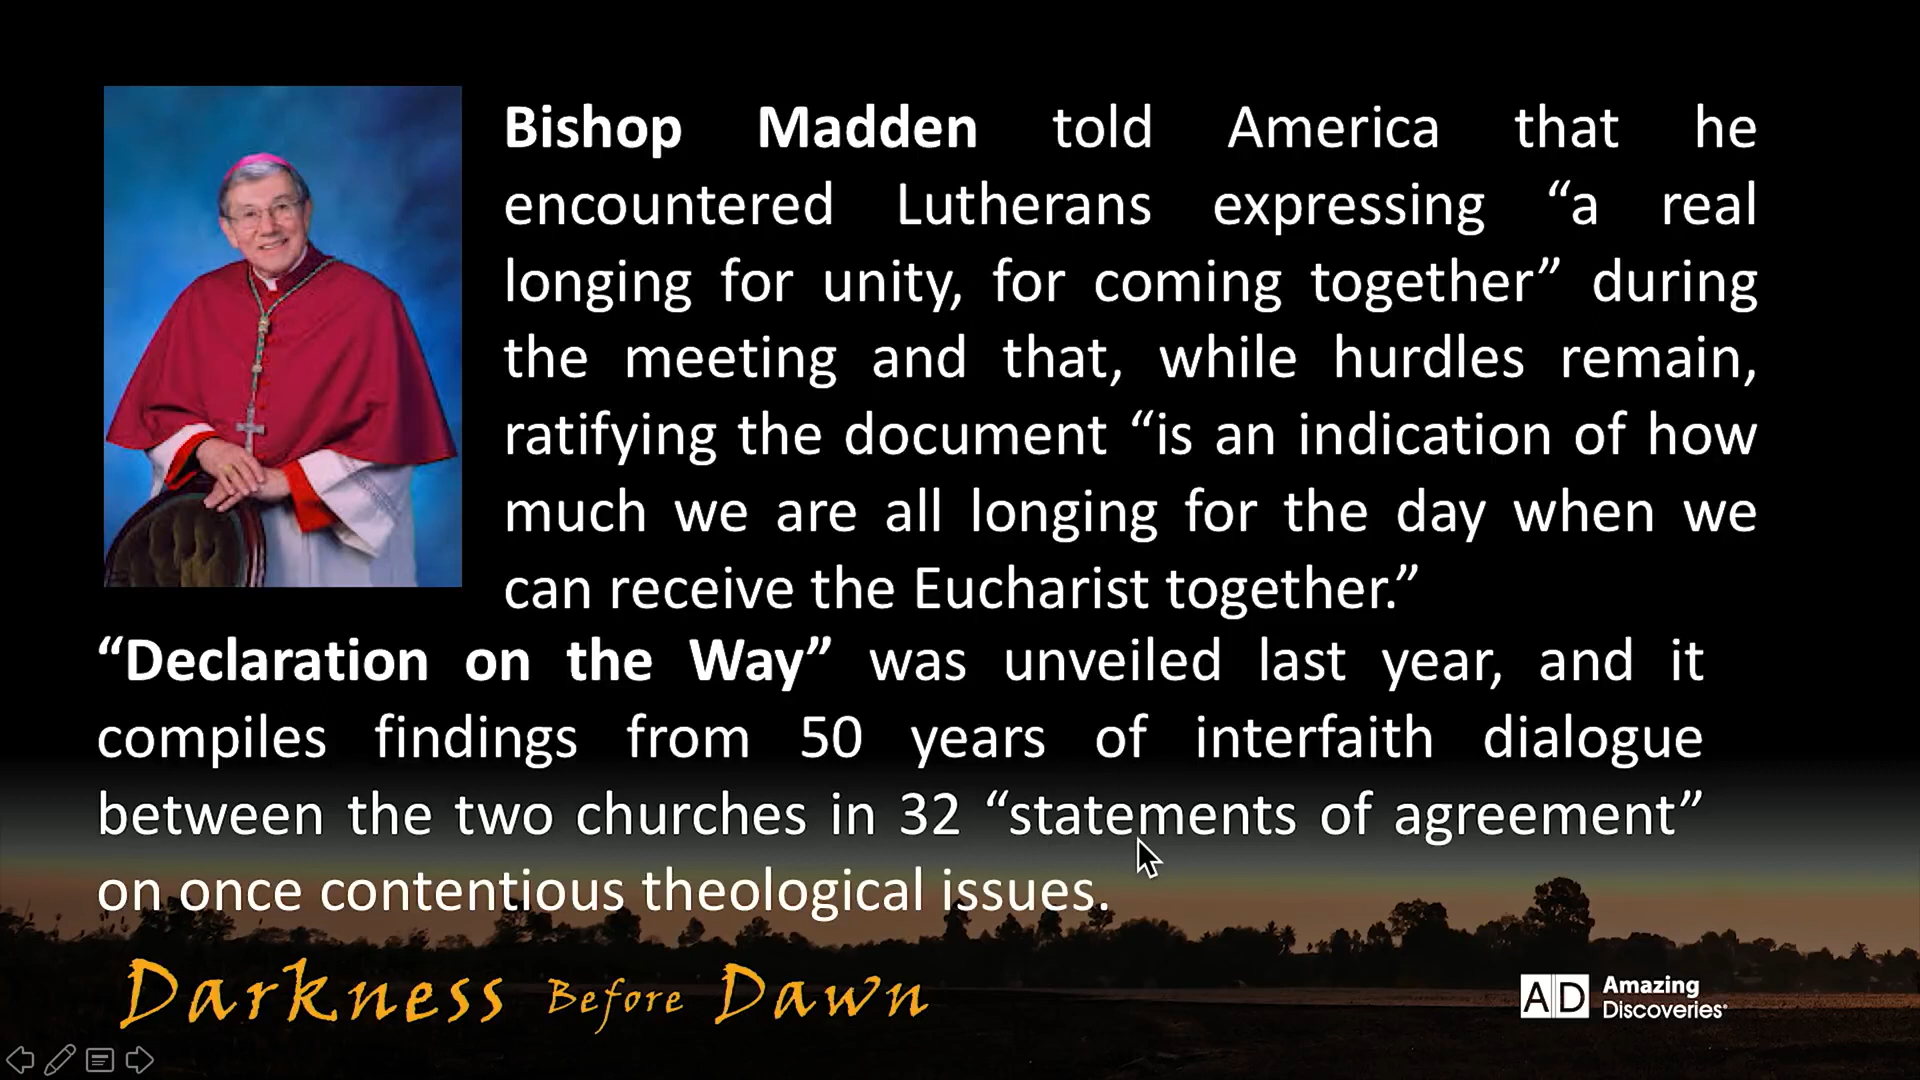 Bishop Madden told America that he
encountered Lutherans expressing “a real
longing for unity, for coming together” during
the meeting and that, while hurdles remain,
ratifying the document “is an indication of how
much we are all longing for the day when we
can receive the Eucharist together.”
“Declaration on the Way” was unveiled last year, and it
compiles findings from 50 years of interfaith dialogue
between the two churches in 32 “statements of agreement”
on once contentious theological issues.
Darkness Before Dawn
AD Amazing
Discoveries